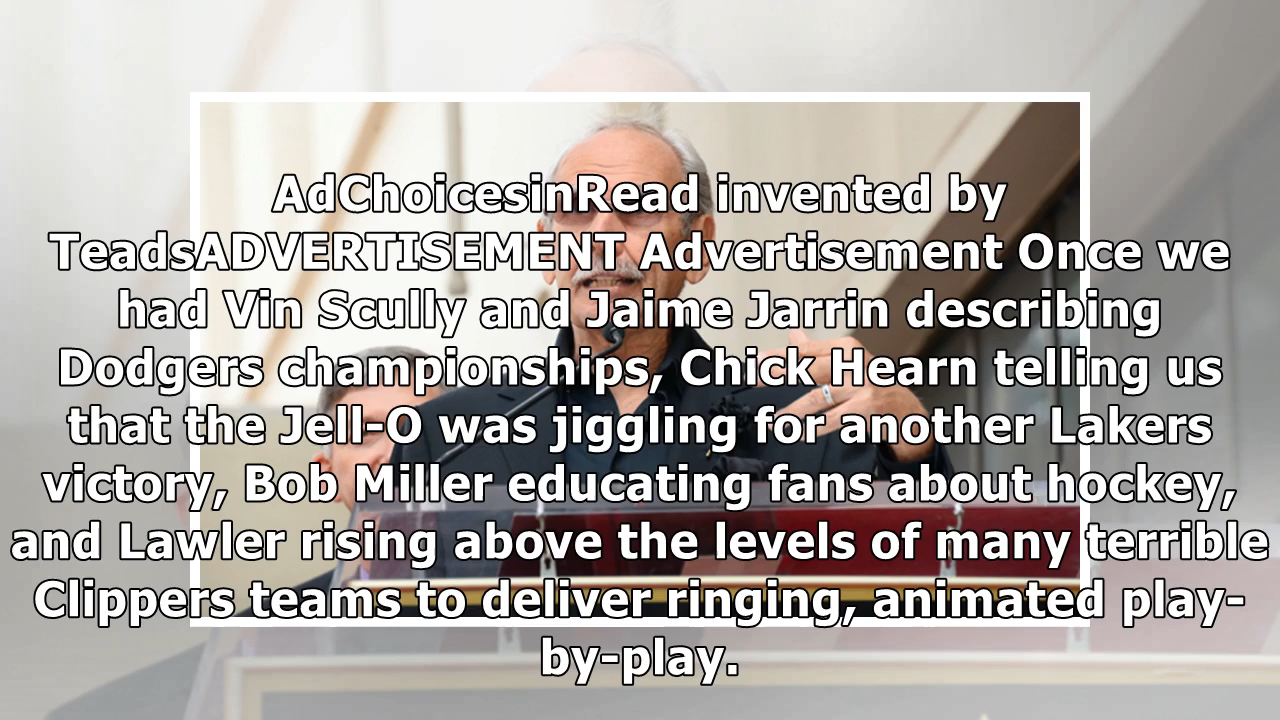 AdChoicesinRead invented by
TeadsADVERTISEMENT Advertisement Once we
had Vin Scully and Jaime Jarrin describing
Dodgers championships, Chick Hearn telling us
that the Jell-O was jiggling for another Lakers
victory, Bob Miller educating fans about hockey,
and Lawler rising above the levels of many terrible
Clippers teams to deliver ringing, animated play-
by-play.